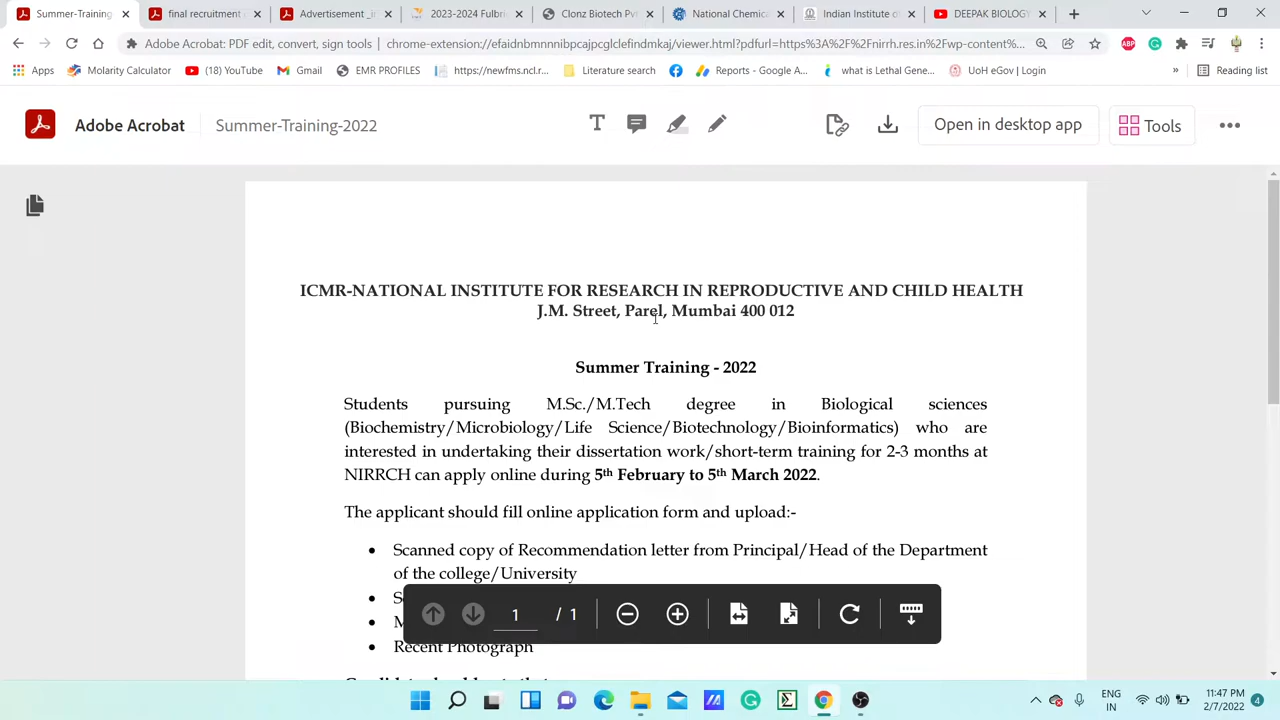 Summer-Training
final recruitment
Advertisement _i
2023-2024 Fulbri
Clonz Biotech Pv
National Chemica
Indian Institute d
DEEPAK BIOLOGY
Adobe Acrobat: PDF edit, convert, sign tools | chrome-extension://efaidnbmnnnibpcajpcglclefindmkaj/viewer.html?pdfurl=https%3A%2F%2Fnirrh.res.in%2Fwp-content%...
Apps
Molarity Calculator
(18) YouTube
Gmail
EMR PROFILES
https://newfms.ncl.r...
Literature search
Reports - Google A...
what is Lethal Gene...
UoH eGov | Login
»
Reading list
Adobe Acrobat
Summer-Training-2022
Open in desktop app
Tools
ICMR-NATIONAL INSTITUTE FOR RESEARCH IN REPRODUCTIVE AND CHILD HEALTH
J.M. Street, Parel, Mumbai 400 012
Summer Training - 2022
Students pursuing M.Sc./M.Tech degree in Biological sciences
(Biochemistry/Microbiology/Life Science/Biotechnology/Bioinformatics) who are
interested in undertaking their dissertation work/short-term training for 2-3 months at
NIRRCH can apply online during 5th February to 5th March 2022.
The applicant should fill online application form and upload:-
• Scanned copy of Recommendation letter from Principal/Head of the Department
of the college/University
• Recent Photograph
1 / 1
ENG
IN
11:47 PM
2/7/2022
4